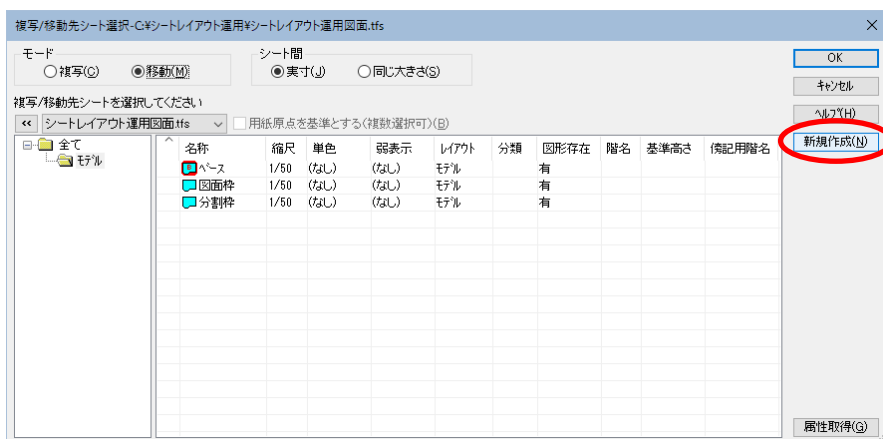 複写/移動先シート選択-C:¥シートレイアウト運用¥シートレイアウト運用図面.tfs
モード
複写(C) 移動(M)
シート間
実寸(J) 同じ大きさ(S)
OK
キャンセル
ヘルプ(H)
新規作成(N)
複写/移動先シートを選択してください
<< シートレイアウト運用図面.tfs 用紙原点を基準とする(複数選択可)(B)
全て
モデル
名称 縮尺 単色 弱表示 レイアウト 分類 図形存在 階名 基準高さ 傍記用階名
ベース 1/50 (なし) (なし) モデル 有
図面枠 1/50 (なし) (なし) モデル 有
分割枠 1/50 (なし) (なし) モデル 有
属性取得(G)